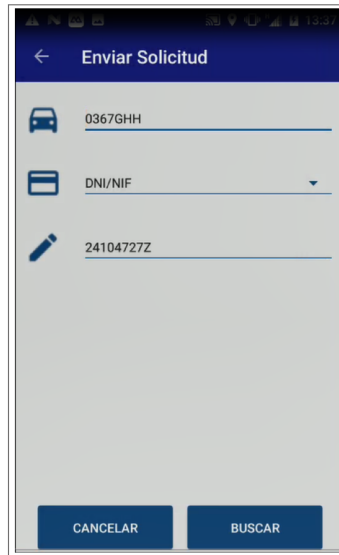 13:37
Enviar Solicitud
0367GHH
DNI/NIF
24104727Z
CANCELAR
BUSCAR